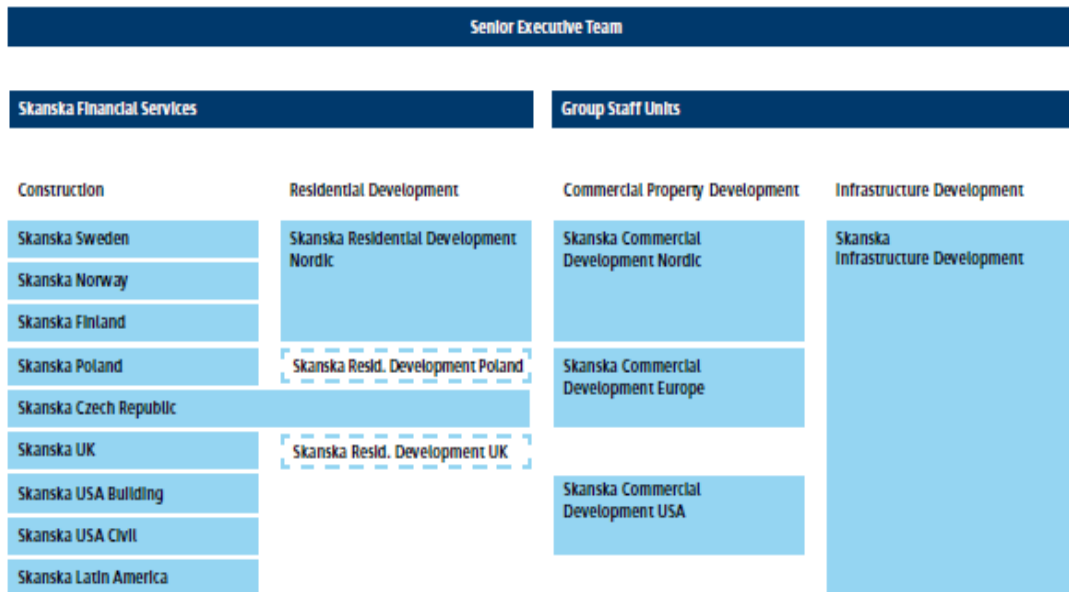 Senior Executive Team
Skanska Financial Services
Group Staff Units
Construction
Residential Development
Commercial Property Development
Infrastructure Development
Skanska Sweden
Skanska Norway
Skanska Finland
Skanska Poland
Skanska Czech Republic
Skanska UK
Skanska USA Building
Skanska USA Civil
Skanska Latin America
Skanska Residential Development
Nordic
Skanska Resid. Development Poland
Skanska Resid. Development UK
Skanska Commercial
Development Nordic
Skanska Commercial
Development Europe
Skanska Commercial
Development USA
Skanska
Infrastructure Development